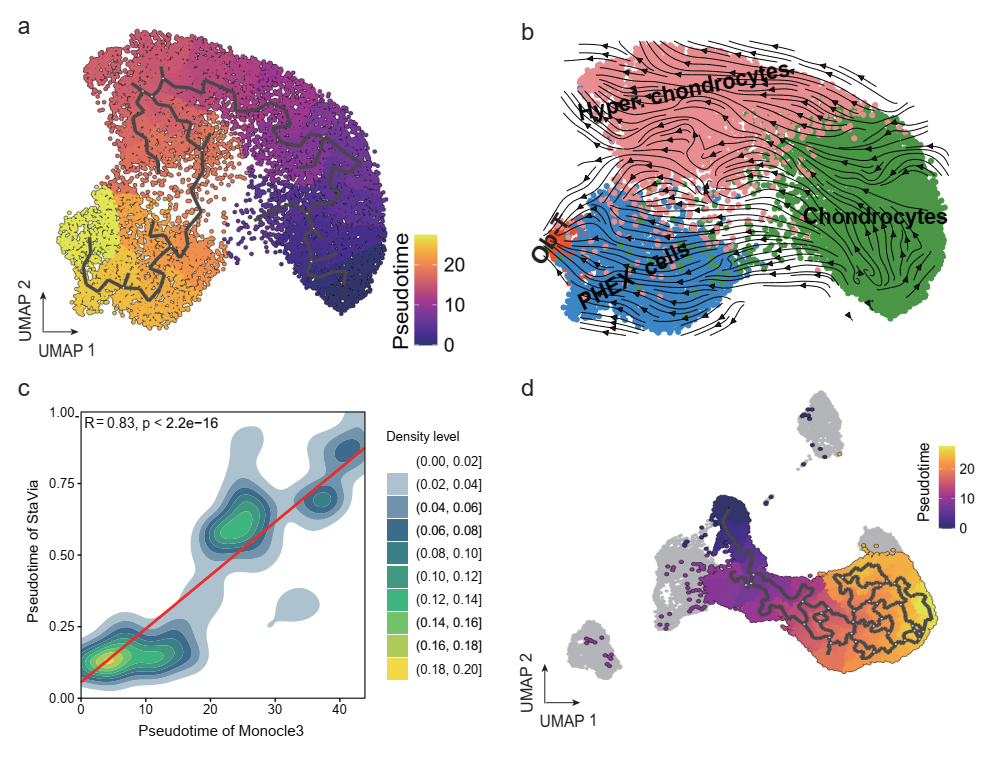 a
UMAP 2
UMAP 1
Pseudotime
20
10
0
b
Hyper. chondrocytes
Chondrocytes
Ob-T
PHEX+ cells
c
R = 0.83, p < 2.2e−16
1.00
0.75
0.50
0.25
0.00
Pseudotime of StaVia
0
10
20
30
40
Pseudotime of Monocle3
Density level
(0.00, 0.02]
(0.02, 0.04]
(0.04, 0.06]
(0.06, 0.08]
(0.08, 0.10]
(0.10, 0.12]
(0.12, 0.14]
(0.14, 0.16]
(0.16, 0.18]
(0.18, 0.20]
d
Pseudotime
20
10
0
UMAP 2
UMAP 1